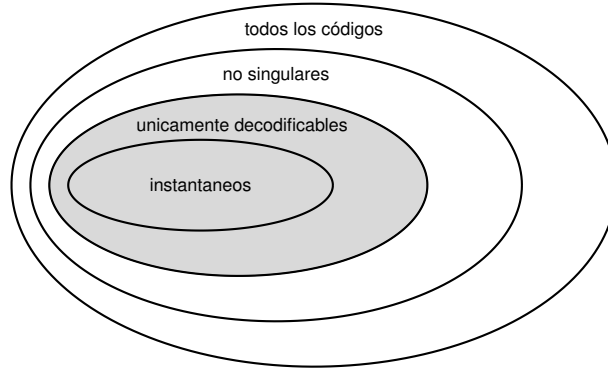 todos los códigos
no singulares
unicamente decodificables
instantaneos